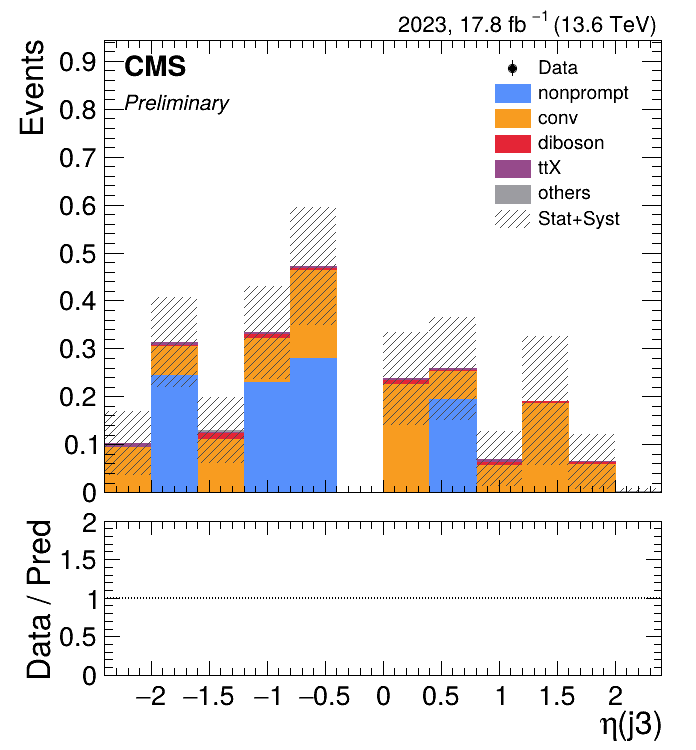 2023, 17.8 fb⁻¹ (13.6 TeV)
CMS
Preliminary
Events
0.9
0.8
0.7
0.6
0.5
0.4
0.3
0.2
0.1
0
Data
nonprompt
conv
diboson
ttX
others
Stat+Syst
Data / Pred
2
1.5
1
0.5
0
−2 −1.5 −1 −0.5 0 0.5 1 1.5 2
η(j3)